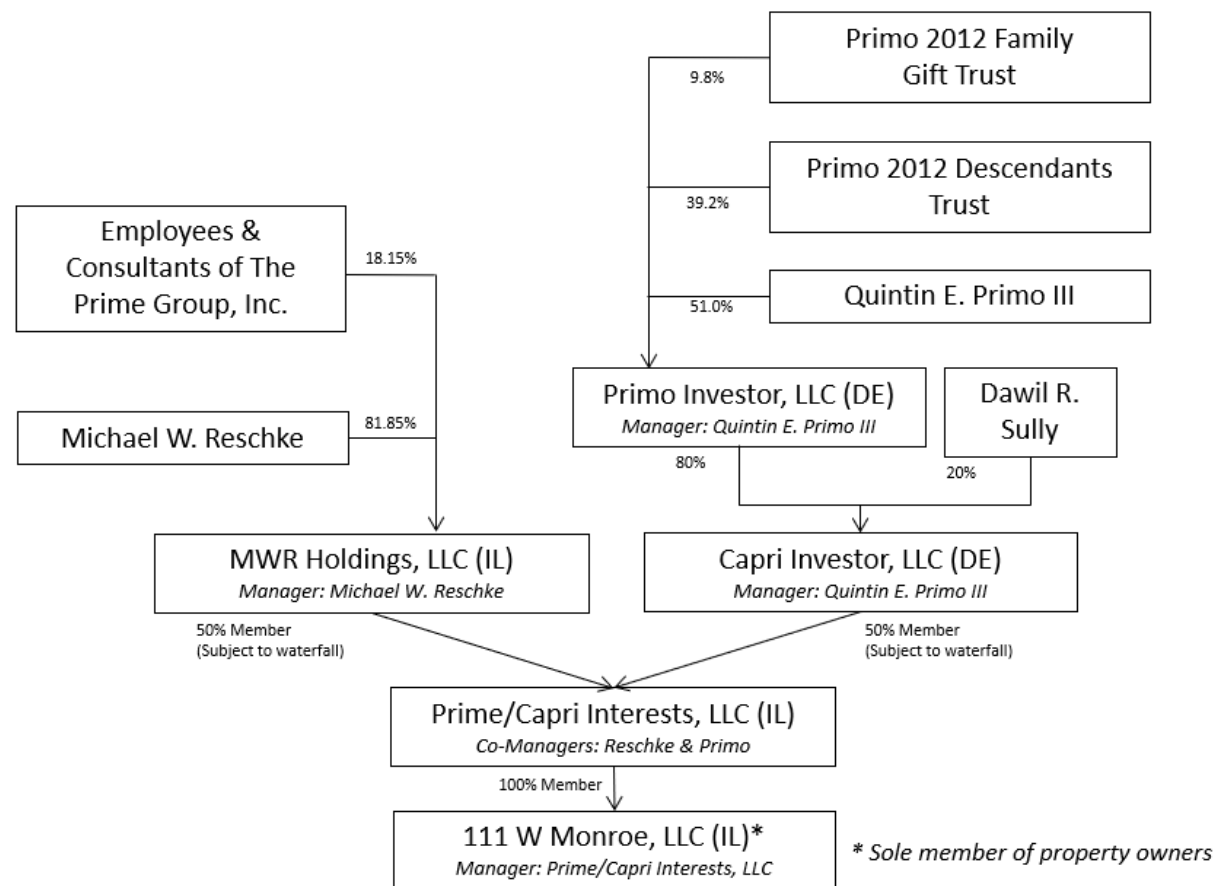 Primo 2012 Family
Gift Trust
9.8%
Primo 2012 Descendants
Trust
39.2%
Employees &
Consultants of The
Prime Group, Inc.
18.15%
Quintin E. Primo III
51.0%
Primo Investor, LLC (DE)
Manager: Quintin E. Primo III
Dawil R.
Sully
Michael W. Reschke
81.85%
80%
20%
MWR Holdings, LLC (IL)
Manager: Michael W. Reschke
Capri Investor, LLC (DE)
Manager: Quintin E. Primo III
50% Member
(Subject to waterfall)
50% Member
(Subject to waterfall)
Prime/Capri Interests, LLC (IL)
Co-Managers: Reschke & Primo
100% Member
111 W Monroe, LLC (IL)*
Manager: Prime/Capri Interests, LLC
* Sole member of property owners